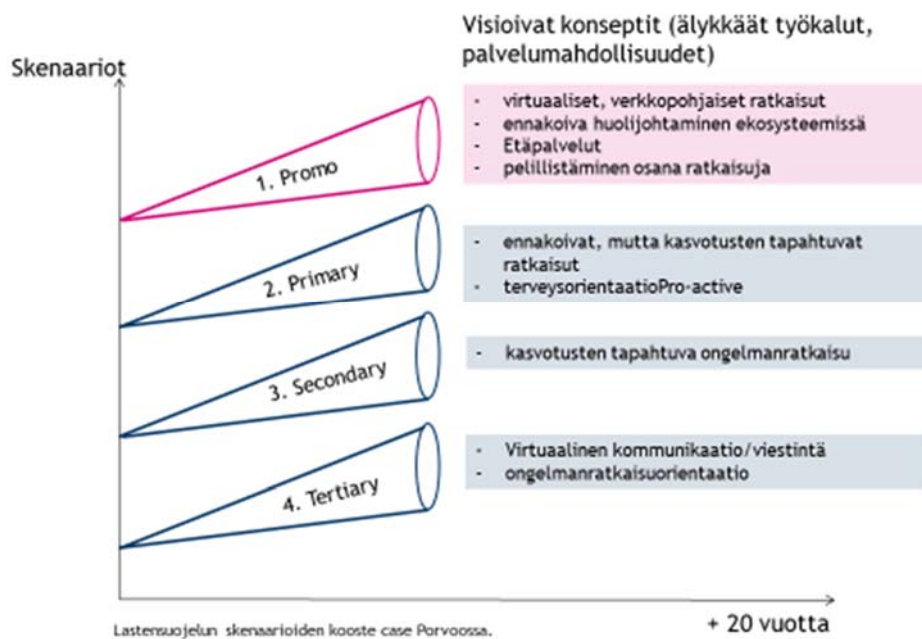 Visioivat konseptit (älykkäät työkalut,
palvelumahdollisuudet)
Skenaariot
1. Promo
- virtuaaliset, verkkopohjaiset ratkaisut
- ennakoiva huolijohtaminen ekosysteemissä
- Etäpalvelut
- pelillistäminen osana ratkaisuja
2. Primary
- ennakoivat, mutta kasvotusten tapahtuvat
ratkaisut
- terveysorientaatioPro-active
3. Secondary
- kasvotusten tapahtuva ongelmanratkaisu
4. Tertiary
- Virtuaalinen kommunikaatio/viestintä
- ongelmanratkaisuorientaatio
+ 20 vuotta
Lastensuojelun skenaarioiden kooste case Porvoossa.